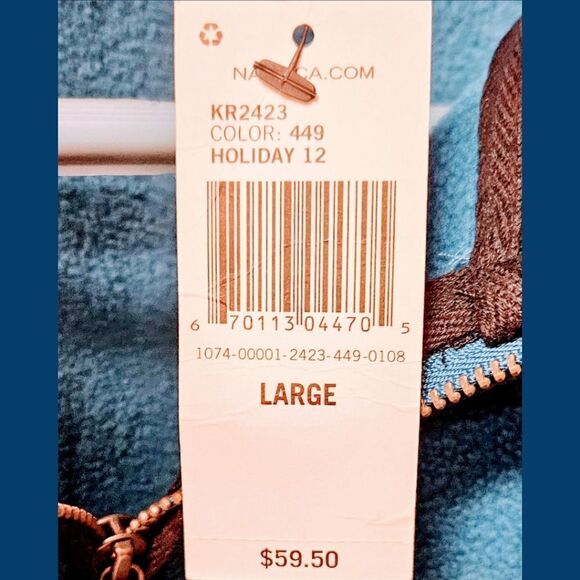 KR2423
COLOR: 449
HOLIDAY 12
6 70113 04470 5
1074-00001-2423-449-0108
LARGE
$59.50